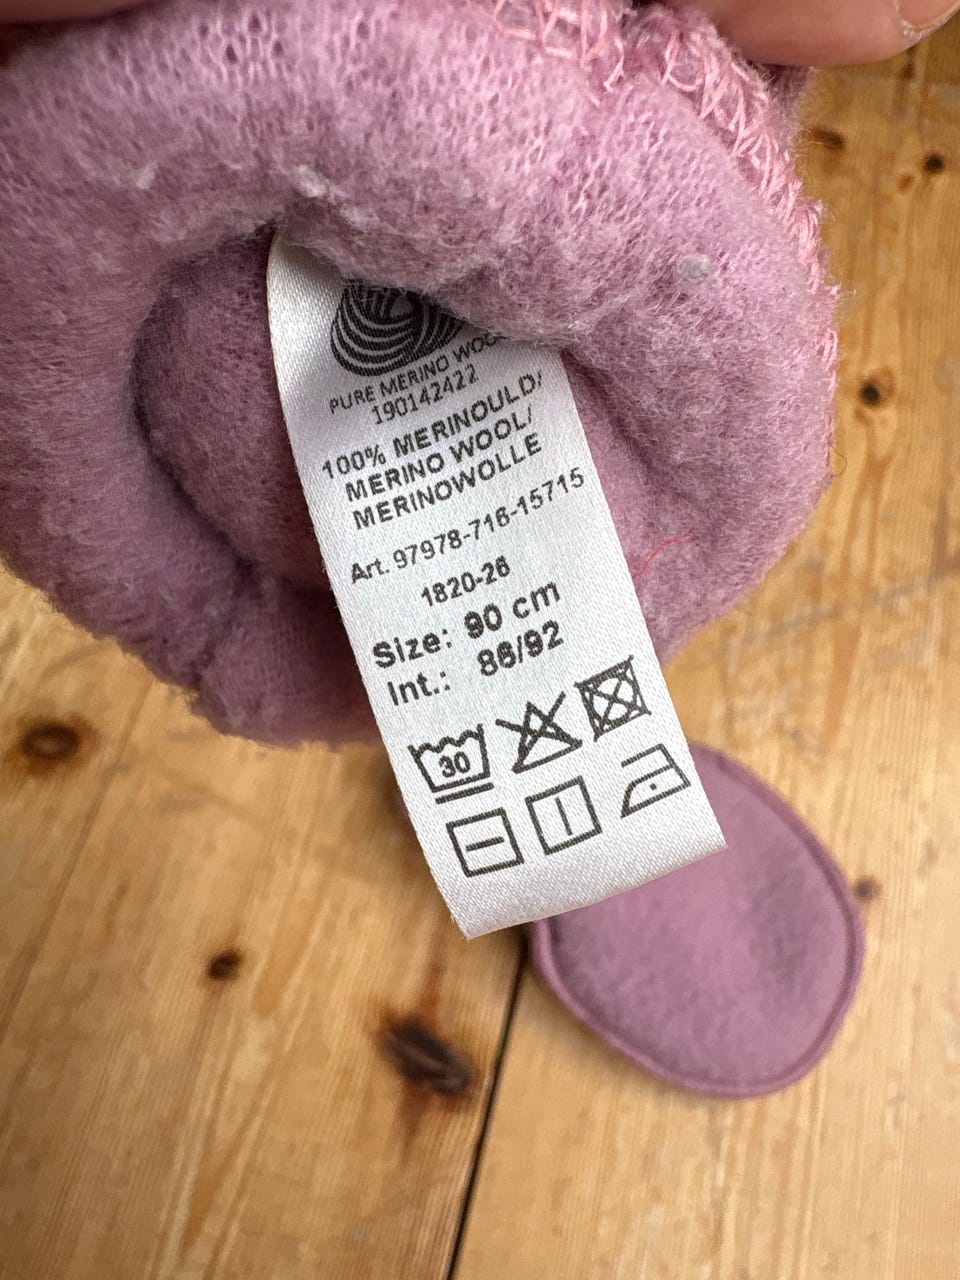 PURE MERINO WOO
190142422
100% MERINOULD/
MERINO WOOL/
MERINOWOLLE
Art. 97978-716-15715
1820-26
Size: 90 cm
Int.: 86/92
30